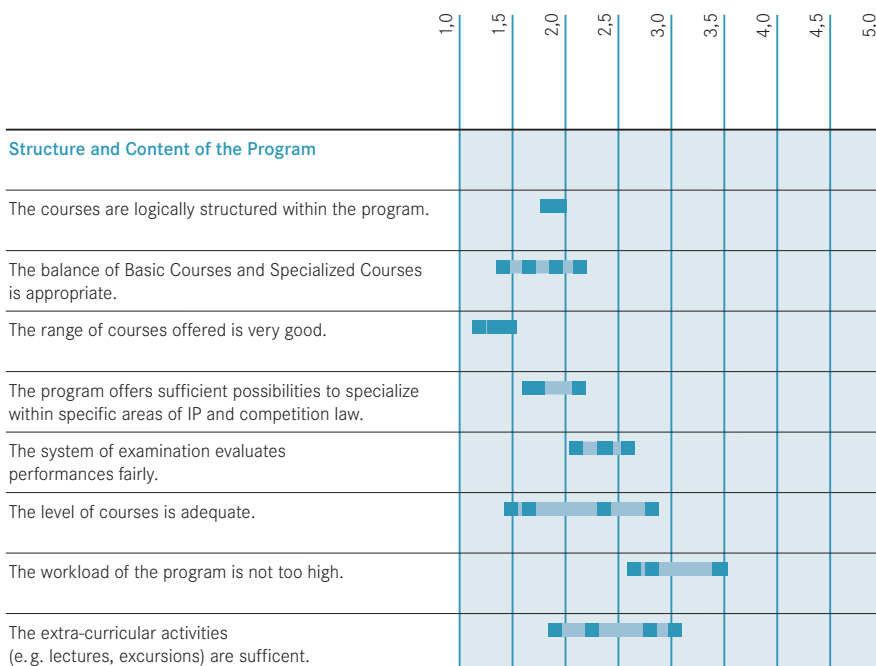 1,0
1,5
2,0
2,5
3,0
3,5
4,0
4,5
5,0
Structure and Content of the Program
The courses are logically structured within the program.
The balance of Basic Courses and Specialized Courses
is appropriate.
The range of courses offered is very good.
The program offers sufficient possibilities to specialize
within specific areas of IP and competition law.
The system of examination evaluates
performances fairly.
The level of courses is adequate.
The workload of the program is not too high.
The extra-curricular activities
(e. g. lectures, excursions) are sufficent.